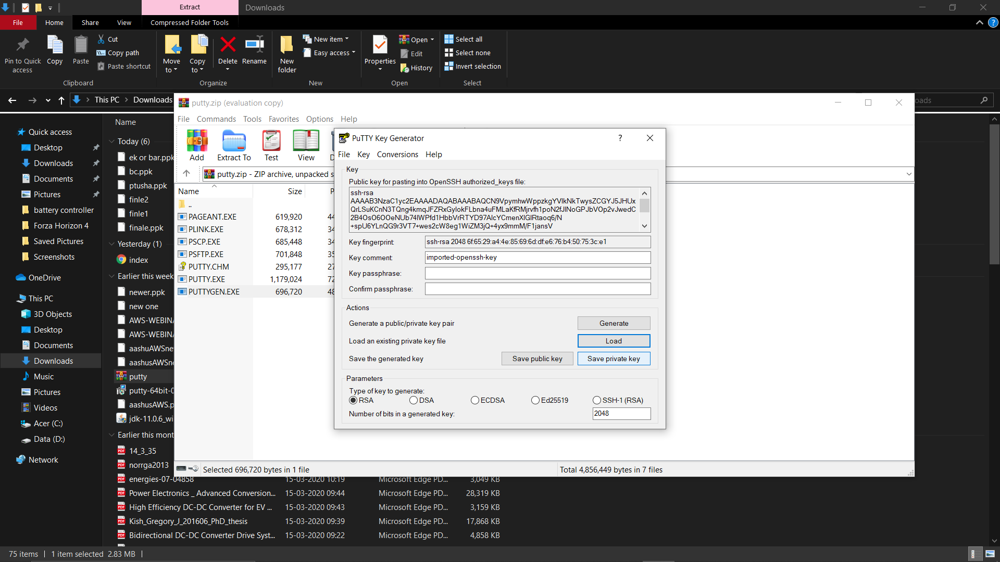 Extract
Downloads
File
Home
Share
View
Compressed Folder Tools
Pin to Quick access
Copy
Paste
Cut
Copy path
Paste shortcut
Clipboard
Move to
Copy to
Delete
Rename
Organize
New folder
New item
Easy access
New
Properties
Open
Edit
History
Open
Select all
Select none
Invert selection
Select
This PC
Downloads
Quick access
Desktop
Downloads
Documents
Pictures
battery controller
Forza Horizon 4
Saved Pictures
Screenshots
OneDrive
This PC
3D Objects
Desktop
Documents
Downloads
Music
Pictures
Videos
Acer (C:)
Data (D:)
Network
Name
Today (6)
ek or bar.ppk
bc.ppk
ptusha.ppk
finle2
finle1
finale.ppk
Yesterday (1)
index
Earlier this week
newer.ppk
new one
AWS-WEBIN
AWS-WEBIN
aashuAWSne
aashusAWSne
putty
putty-64bit-0
aashusAWS.p
jdk-11.0.6_wi
Earlier this mont
14_3_35
norrga2013
energies-07-04858 15-03-2020 10:19 Microsoft Edge PD... 3,049 KB
Power Electronics _ Advanced Conversion... 15-03-2020 09:44 Microsoft Edge PD... 28,319 KB
High Efficiency DC-DC Converter for EV ... 15-03-2020 09:43 Microsoft Edge PD... 3,159 KB
Kish_Gregory_J_201606_PhD_thesis 15-03-2020 09:39 Microsoft Edge PD... 17,868 KB
Bidirectional DC-DC Converter Drive Syst... 15-03-2020 09:22 Microsoft Edge PD... 4,858 KB
75 items 1 item selected 2.83 MB
putty.zip (evaluation copy)
File Commands Tools Favorites Options Help
Add Extract To Test View
putty.zip - ZIP archive, unpacked s
Name Size P
..
PAGEANT.EXE 619,920 44
PLINK.EXE 678,312 34
PSCP.EXE 685,448 34
PSFTP.EXE 701,848 35
PUTTY.CHM 295,177 27
PUTTY.EXE 1,179,024 72
PUTTYGEN.EXE 696,720 48
Selected 696,720 bytes in 1 file
Total 4,856,449 bytes in 7 files
PuTTY Key Generator
?
File Key Conversions Help
Key
Public key for pasting into OpenSSH authorized_keys file:
ssh-rsa
AAAAB3NzaC1yc2EAAAADAQABAAABAQCN9VpymhwWppzkgYVlkNkTwysZCGYJ5JHUx
QrLSuKCnN3TQng4kmqJFZRxGylokFLbna4uFMLaKfRMjrvfh1poN2fJlNoGPJbVOp2vJwedC
2B4OsO6OOeNUb74lWPfd1HbbVrRTYD97AlcYCmenXlGlRtaoq6/N
+spU6YLnQG9r3VT7+wes2cW8eg1WiZM3jQ+4yx9mmM/F1jansV
Key fingerprint: ssh-rsa 2048 6f:65:29:a4:4e:85:69:6d:df:e6:76:b4:50:75:3c:e1
Key comment: imported-openssh-key
Key passphrase:
Confirm passphrase:
Actions
Generate a public/private key pair Generate
Load an existing private key file Load
Save the generated key Save public key Save private key
Parameters
Type of key to generate:
RSA DSA ECDSA Ed25519 SSH-1 (RSA)
Number of bits in a generated key: 2048